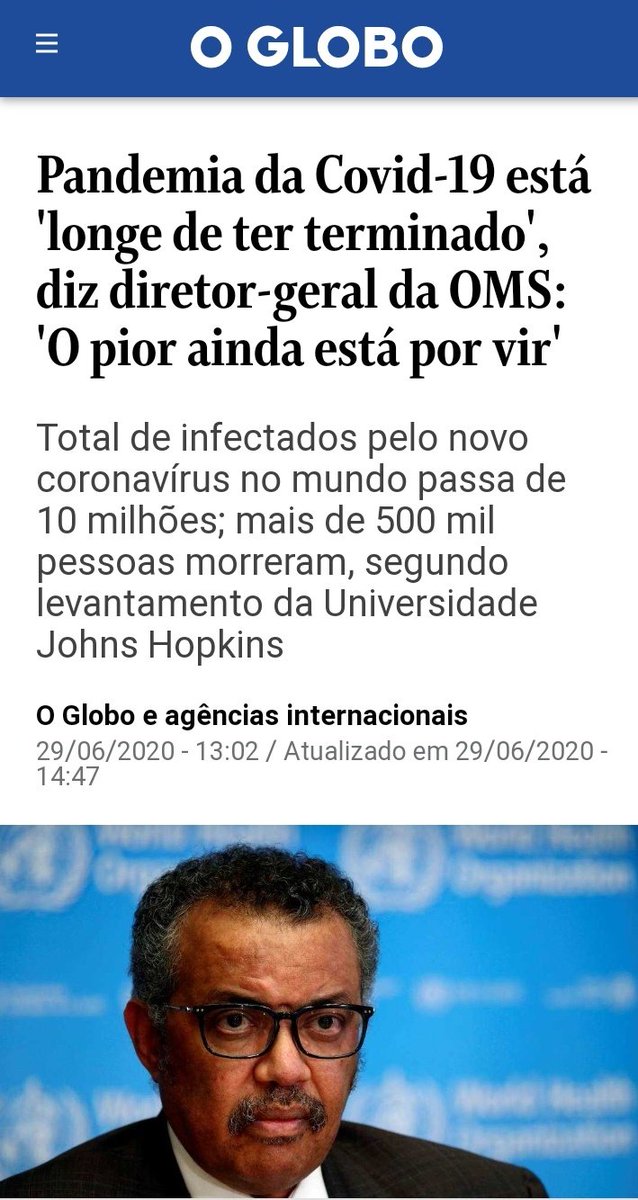 O GLOBO
Pandemia da Covid-19 está
'longe de ter terminado',
diz diretor-geral da OMS:
'O pior ainda está por vir'
Total de infectados pelo novo
coronavírus no mundo passa de
10 milhões; mais de 500 mil
pessoas morreram, segundo
levantamento da Universidade
Johns Hopkins
O Globo e agências internacionais
29/06/2020 - 13:02 / Atualizado em 29/06/2020 -
14:47
World Health
Organization
World Health
Organization